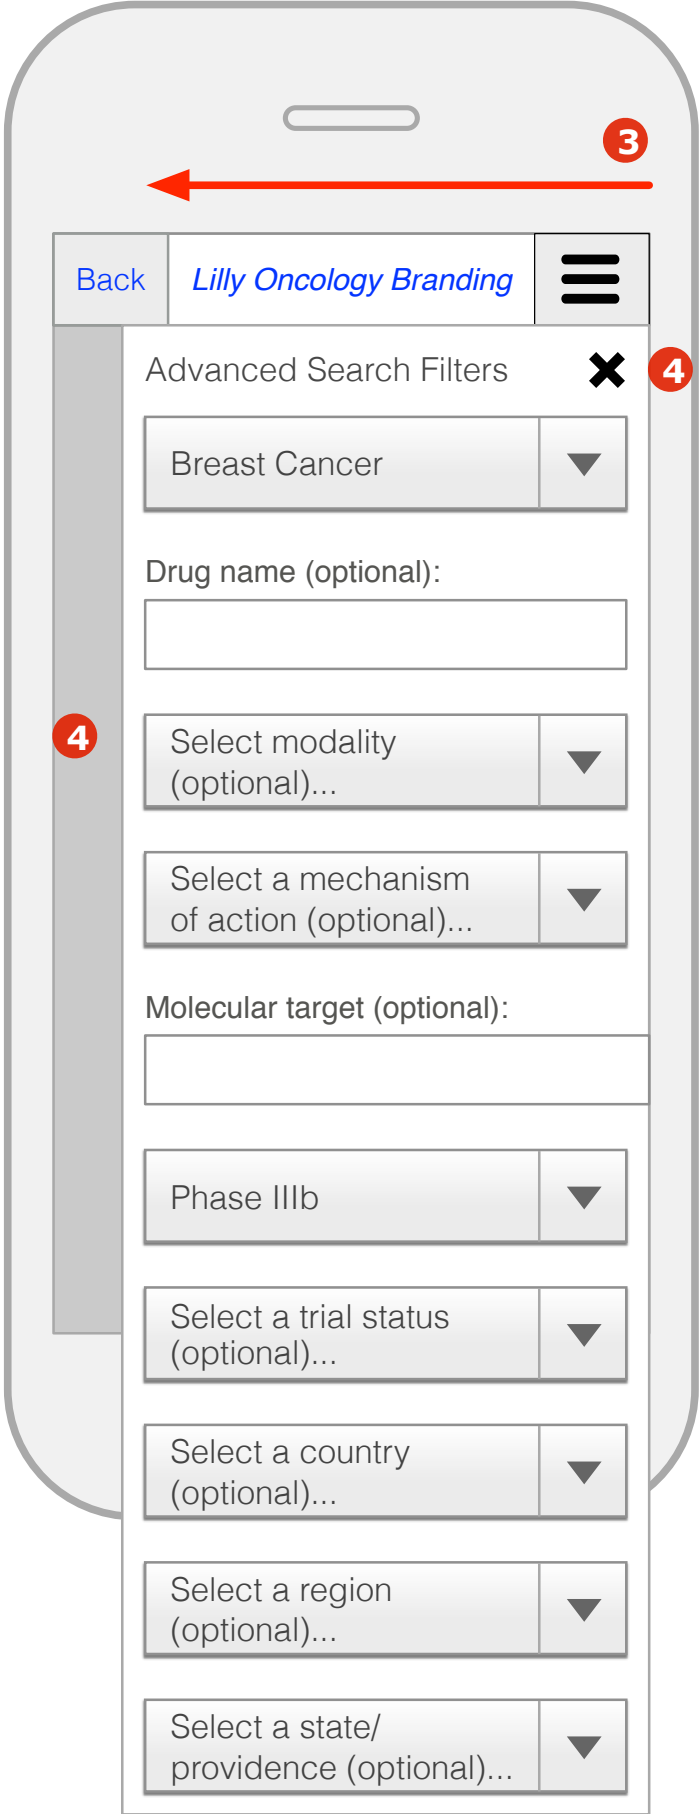 3
Back
Lilly Oncology Branding
Advanced Search Filters
4
Breast Cancer
Drug name (optional):
4
Select modality
(optional)...
Select a mechanism
of action (optional)...
Molecular target (optional):
Phase IIIb
Select a trial status
(optional)...
Select a country
(optional)...
Select a region
(optional)...
Select a state/
providence (optional)...